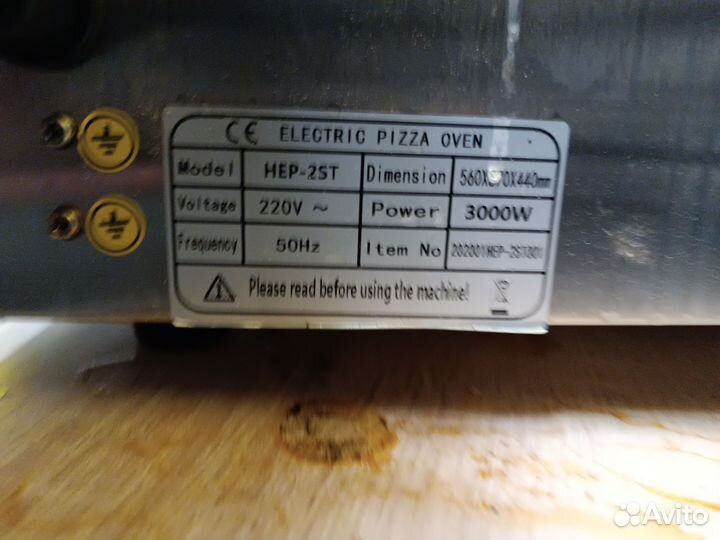 CE ELECTRIC PIZZA OVEN
Model HEP-2ST Dimension
Voltage 220V ~ Power 3000W
Frequency 50Hz Item No
Please read before using the machine!
Avito